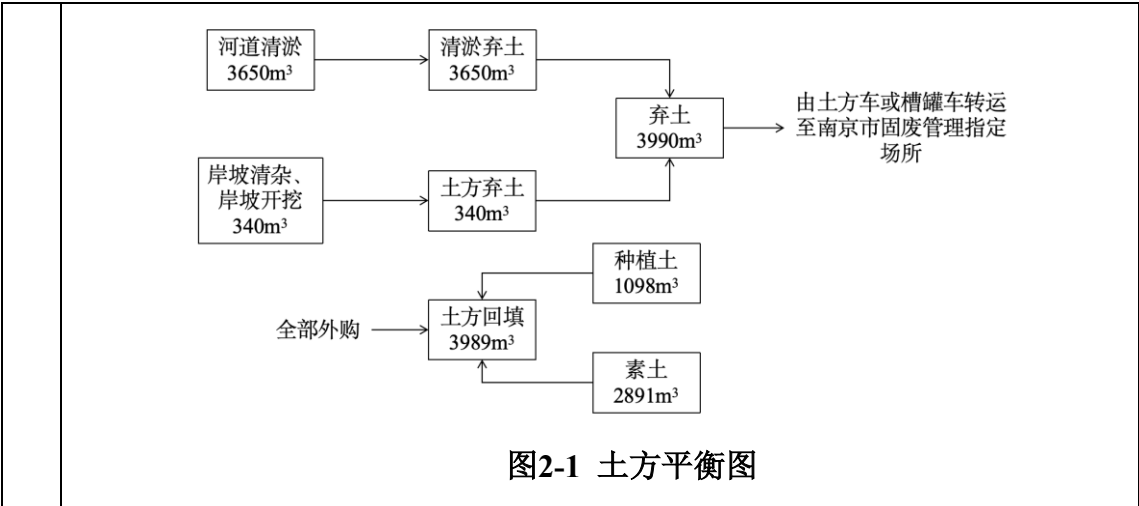 河道清淤
3650m³
清淤弃土
3650m³
弃土
3990m³
由土方车或槽罐车转运
至南京市固废管理指定
场所
岸坡清杂、
岸坡开挖
340m³
土方弃土
340m³
种植土
1098m³
全部外购
土方回填
3989m³
素土
2891m³
图2-1 土方平衡图